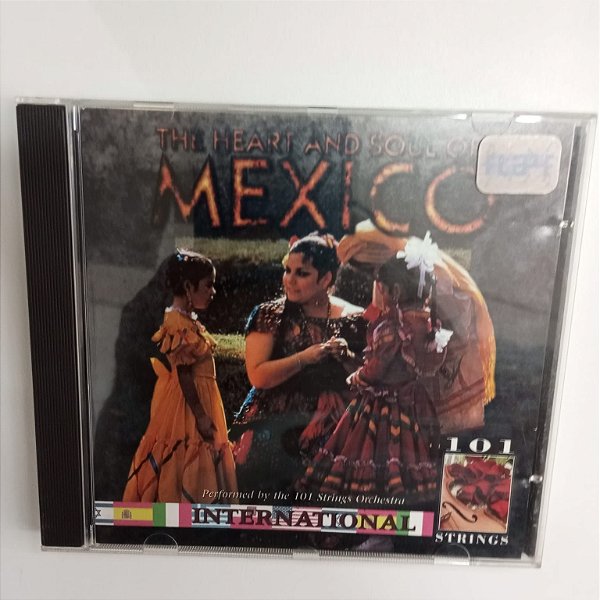 THE HEART AND SOUL OF
MEXICO
101
Performed by the 101 Strings Orchestra
INTERNATIONAL
STRINGS